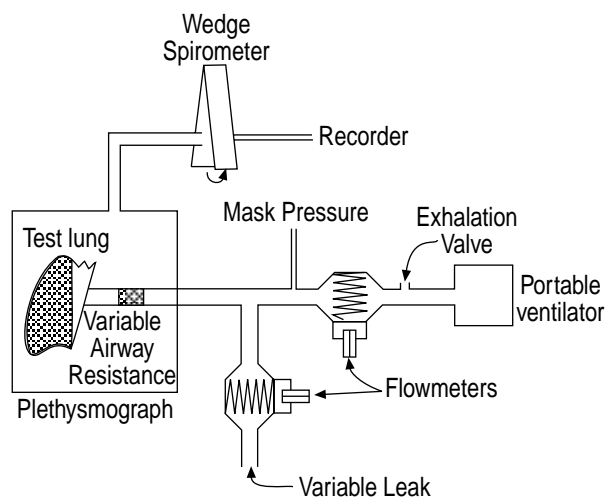 Wedge
Spirometer
Recorder
Mask Pressure
Exhalation
Valve
Test lung
Portable
ventilator
Variable
Airway
Resistance
Flowmeters
Plethysmograph
Variable Leak